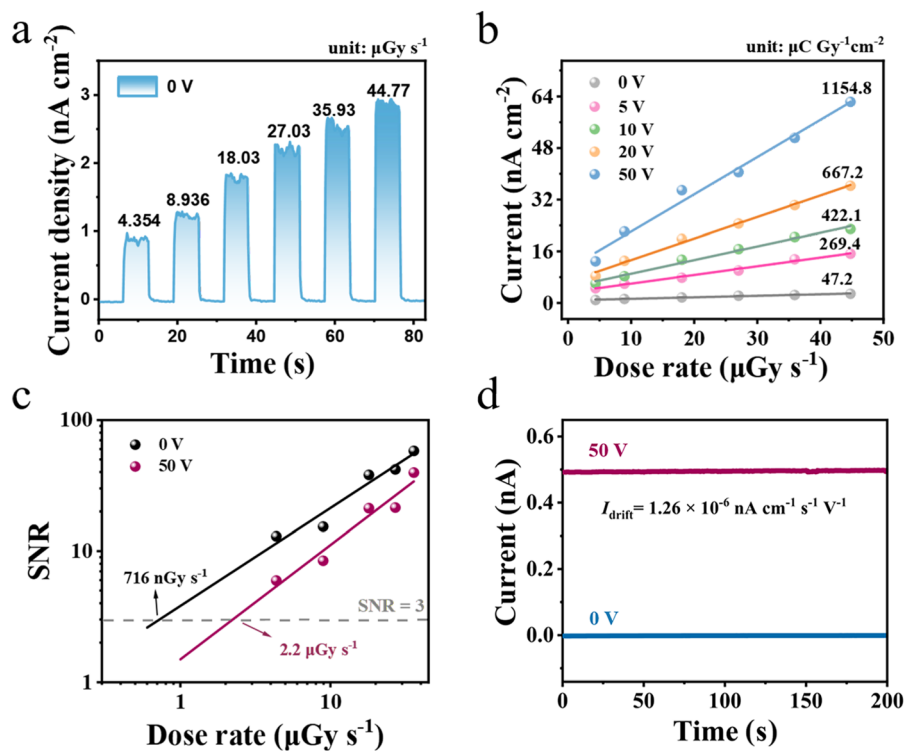 a
unit: μGy s⁻¹
0 V
4.354
8.936
18.03
27.03
35.93
44.77
3
2
1
0
0
20
40
60
80
Current density (nA cm⁻²)
Time (s)
b
unit: μC Gy⁻¹cm⁻²
0 V
5 V
10 V
20 V
50 V
1154.8
667.2
422.1
269.4
47.2
64
48
32
16
0
0
10
20
30
40
50
Current (nA cm⁻²)
Dose rate (μGy s⁻¹)
c
0 V
50 V
716 nGy s⁻¹
SNR = 3
2.2 μGy s⁻¹
100
10
1
1
10
SNR
Dose rate (μGy s⁻¹)
d
50 V
I_drift= 1.26 × 10⁻⁶ nA cm⁻¹ s⁻¹ V⁻¹
0 V
0.6
0.4
0.2
0.0
0
50
100
150
200
Current (nA)
Time (s)